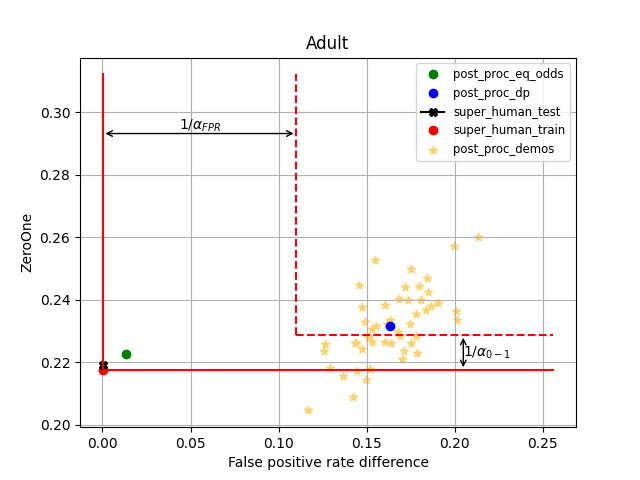 Adult
post_proc_eq_odds
post_proc_dp
super_human_test
super_human_train
post_proc_demos
1/α_FPR
1/α_{0−1}
ZeroOne
0.30
0.28
0.26
0.24
0.22
0.20
0.00 0.05 0.10 0.15 0.20 0.25
False positive rate difference